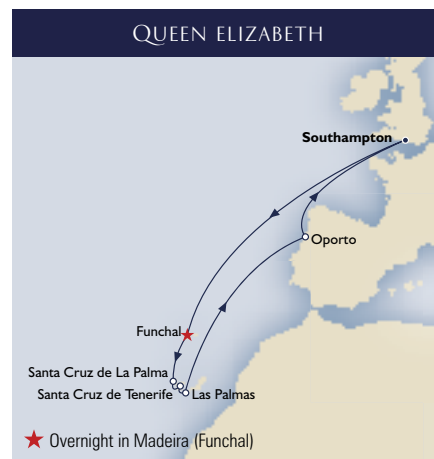 QUEEN ELIZABETH
Southampton
Oporto
Funchal
Santa Cruz de La Palma
Santa Cruz de Tenerife
Las Palmas
Overnight in Madeira (Funchal)